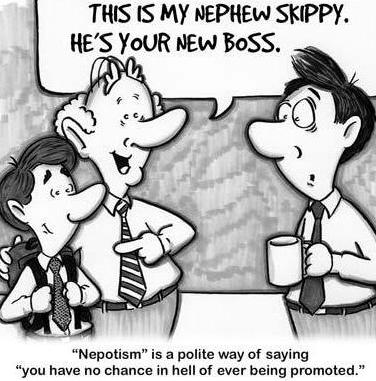 THIS IS MY NEPHEW SKIPPY.
HE'S YOUR NEW BOSS.
"Nepotism" is a polite way of saying
"you have no chance in hell of ever being promoted."